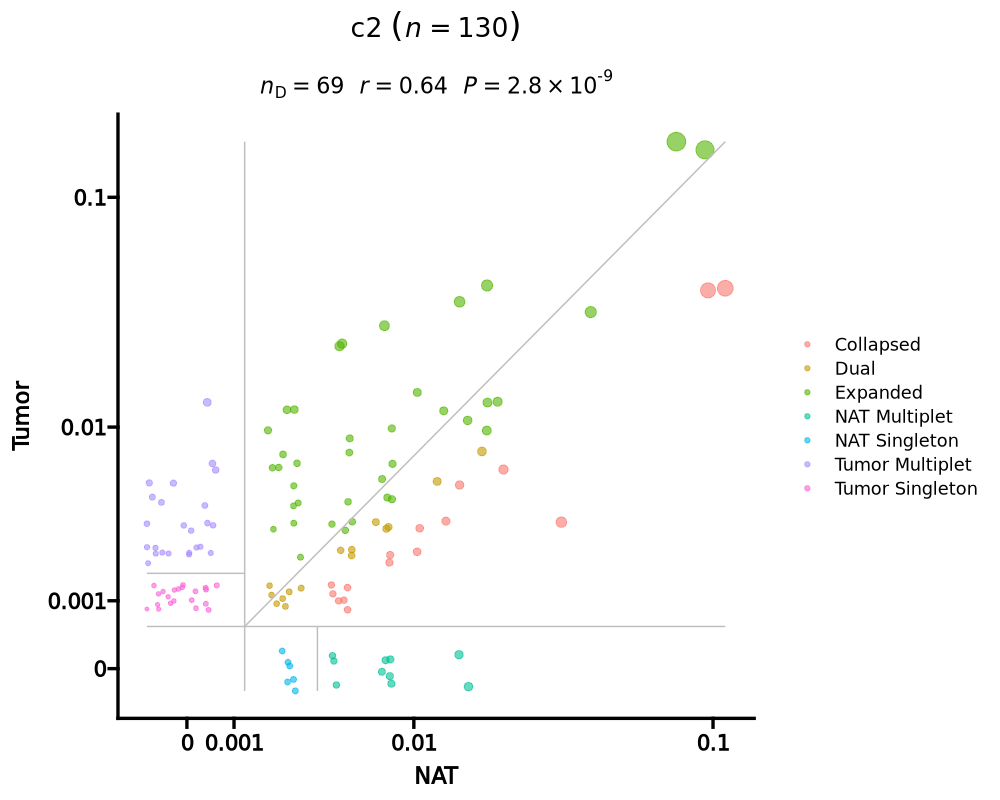 c2 (n = 130)
n_D = 69 r = 0.64 P = 2.8 × 10^-9
Tumor
0.1
0.01
0.001
0
0 0.001 0.01 0.1
NAT
Collapsed
Dual
Expanded
NAT Multiplet
NAT Singleton
Tumor Multiplet
Tumor Singleton